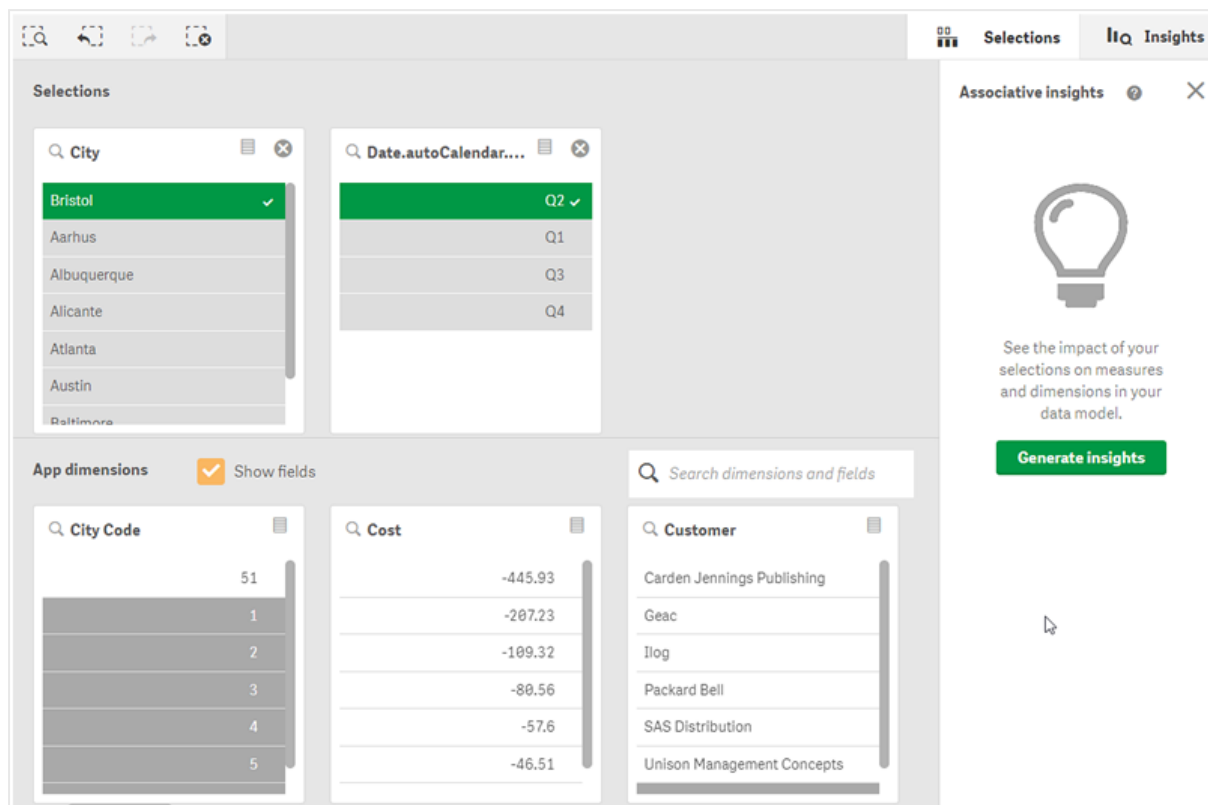 Selections
Insights
Selections
Associative insights
City
Date.autoCalendar....
Bristol
Aarhus
Albuquerque
Alicante
Atlanta
Austin
Baltimore
Q2
Q1
Q3
Q4
See the impact of your
selections on measures
and dimensions in your
data model.
Generate insights
App dimensions
Show fields
Search dimensions and fields
City Code
51
1
2
3
4
5
Cost
-445.93
-207.23
-109.32
-80.56
-57.6
-46.51
Customer
Carden Jennings Publishing
Geac
Ilog
Packard Bell
SAS Distribution
Unison Management Concepts